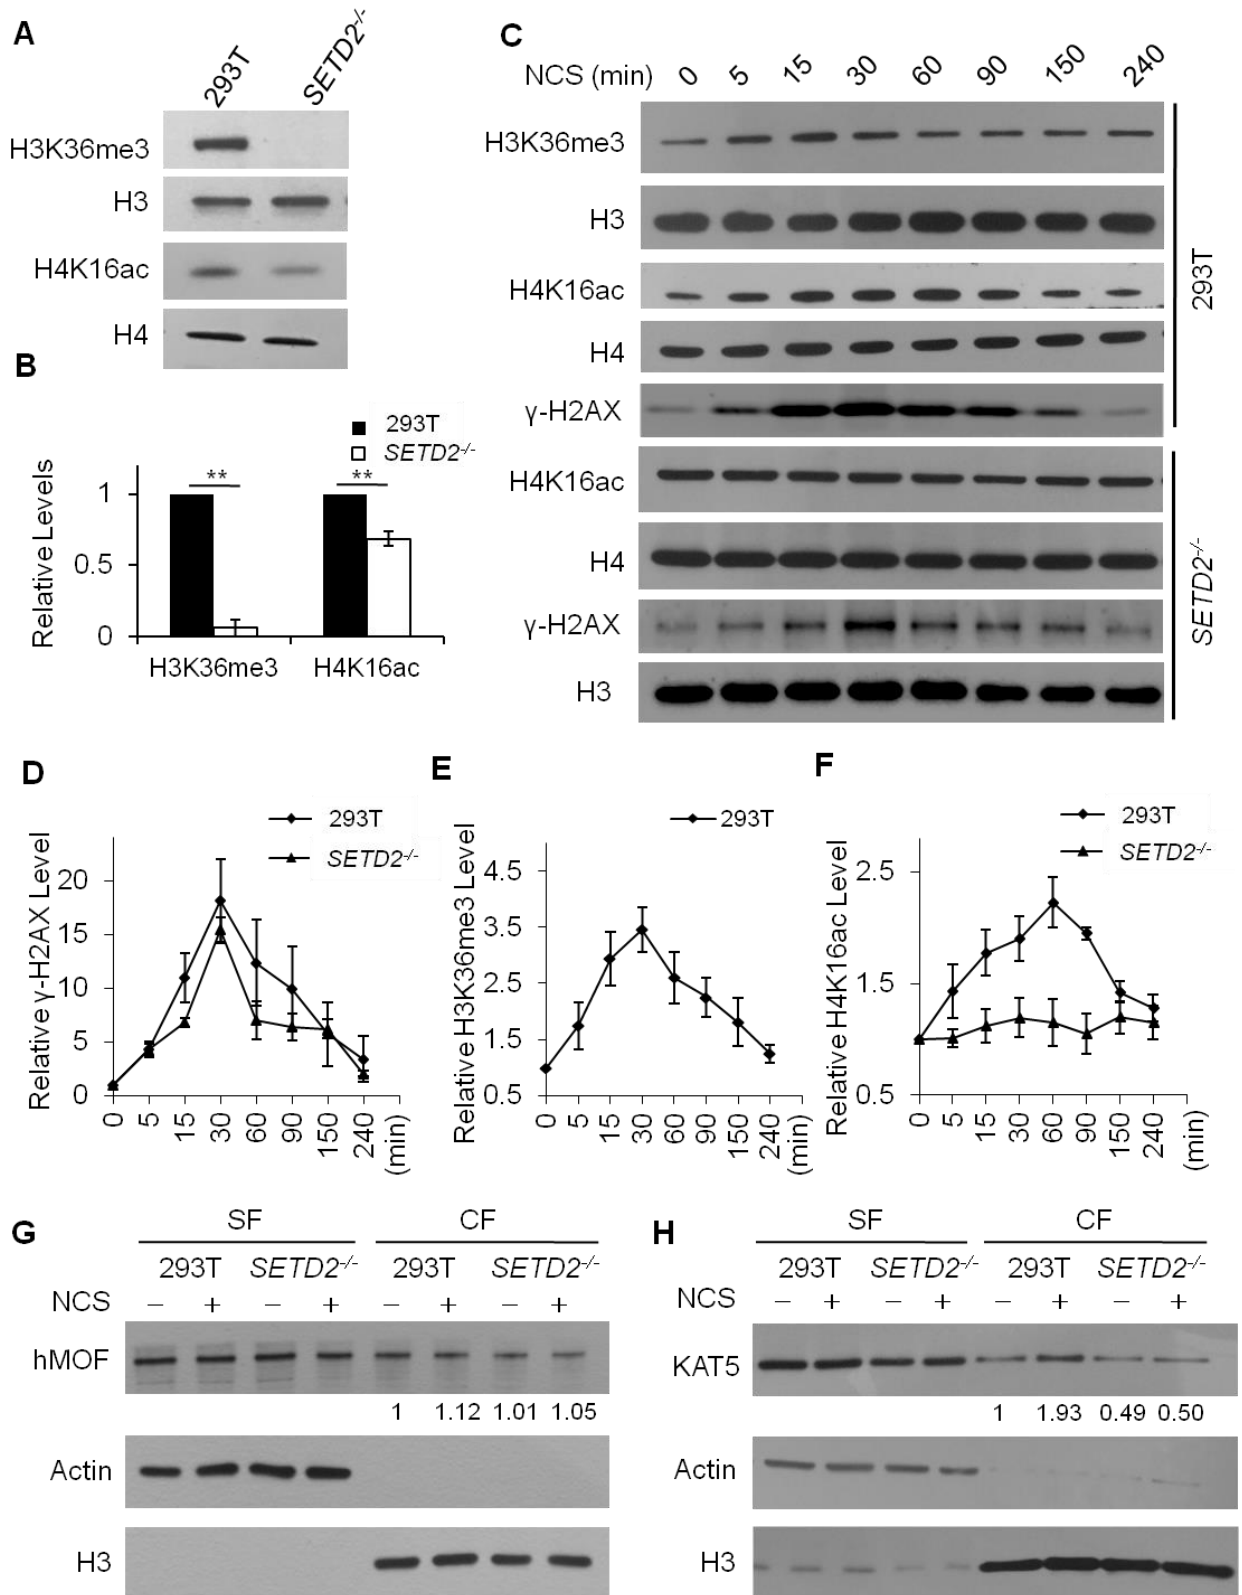 A
293T
SETD2-/-
H3K36me3
H3
H4K16ac
H4
B
293T
SETD2-/-
Relative Levels
**
**
1
0.5
0
H3K36me3
H4K16ac
C
NCS (min) 0 5 15 30 60 90 150 240
H3K36me3
H3
H4K16ac
H4
γ-H2AX
293T
H4K16ac
H4
γ-H2AX
H3
SETD2-/-
D
293T
SETD2-/-
Relative γ-H2AX Level
20
15
10
5
0
0 5 15 30 60 90 150 240 (min)
E
293T
Relative H3K36me3 Level
4.5
3.5
2.5
1.5
0.5
0 5 15 30 60 90 150 240 (min)
F
293T
SETD2-/-
Relative H4K16ac Level
2.5
1.5
0.5
0 5 15 30 60 90 150 240 (min)
G
SF CF
293T SETD2-/- 293T SETD2-/-
NCS – + – + – + – +
hMOF
1 1.12 1.01 1.05
Actin
H3
H
SF CF
293T SETD2-/- 293T SETD2-/-
NCS – + – + – + – +
KAT5
1 1.93 0.49 0.50
Actin
H3